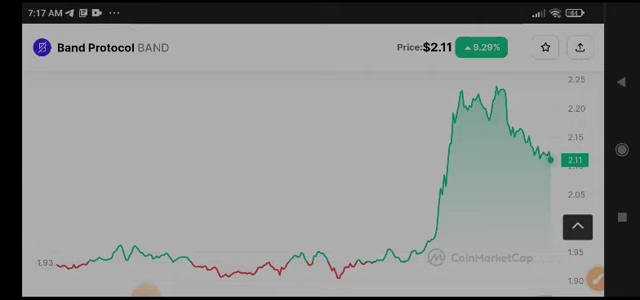 7:17 AM
44
Band Protocol BAND
Price:$2.11 9.29%
2.25
2.20
2.15
2.11
2.05
1.95
1.93
CoinMarketCap
1.90